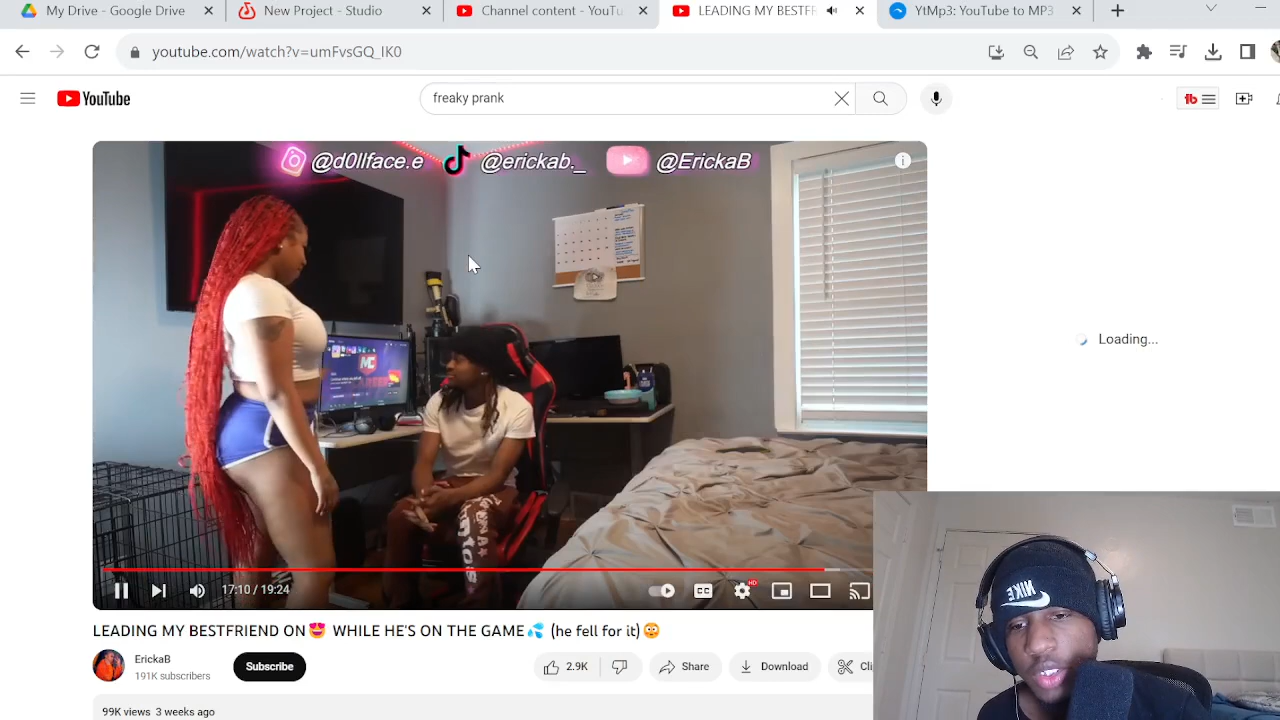 My Drive - Google Drive
New Project - Studio
Channel content - YouTu
LEADING MY BESTFR
YtMp3: YouTube to MP3
youtube.com/watch?v=umFvsGQ_IK0
YouTube
freaky prank
@d0llface.e
@erickab._
@ErickaB
Loading...
17:10 / 19:24
CC
HD
LEADING MY BESTFRIEND ON😍 WHILE HE'S ON THE GAME💦 (he fell for it)😳
ErickaB
191K subscribers
Subscribe
2.9K
Share
Download
Cli
99K views 3 weeks ago